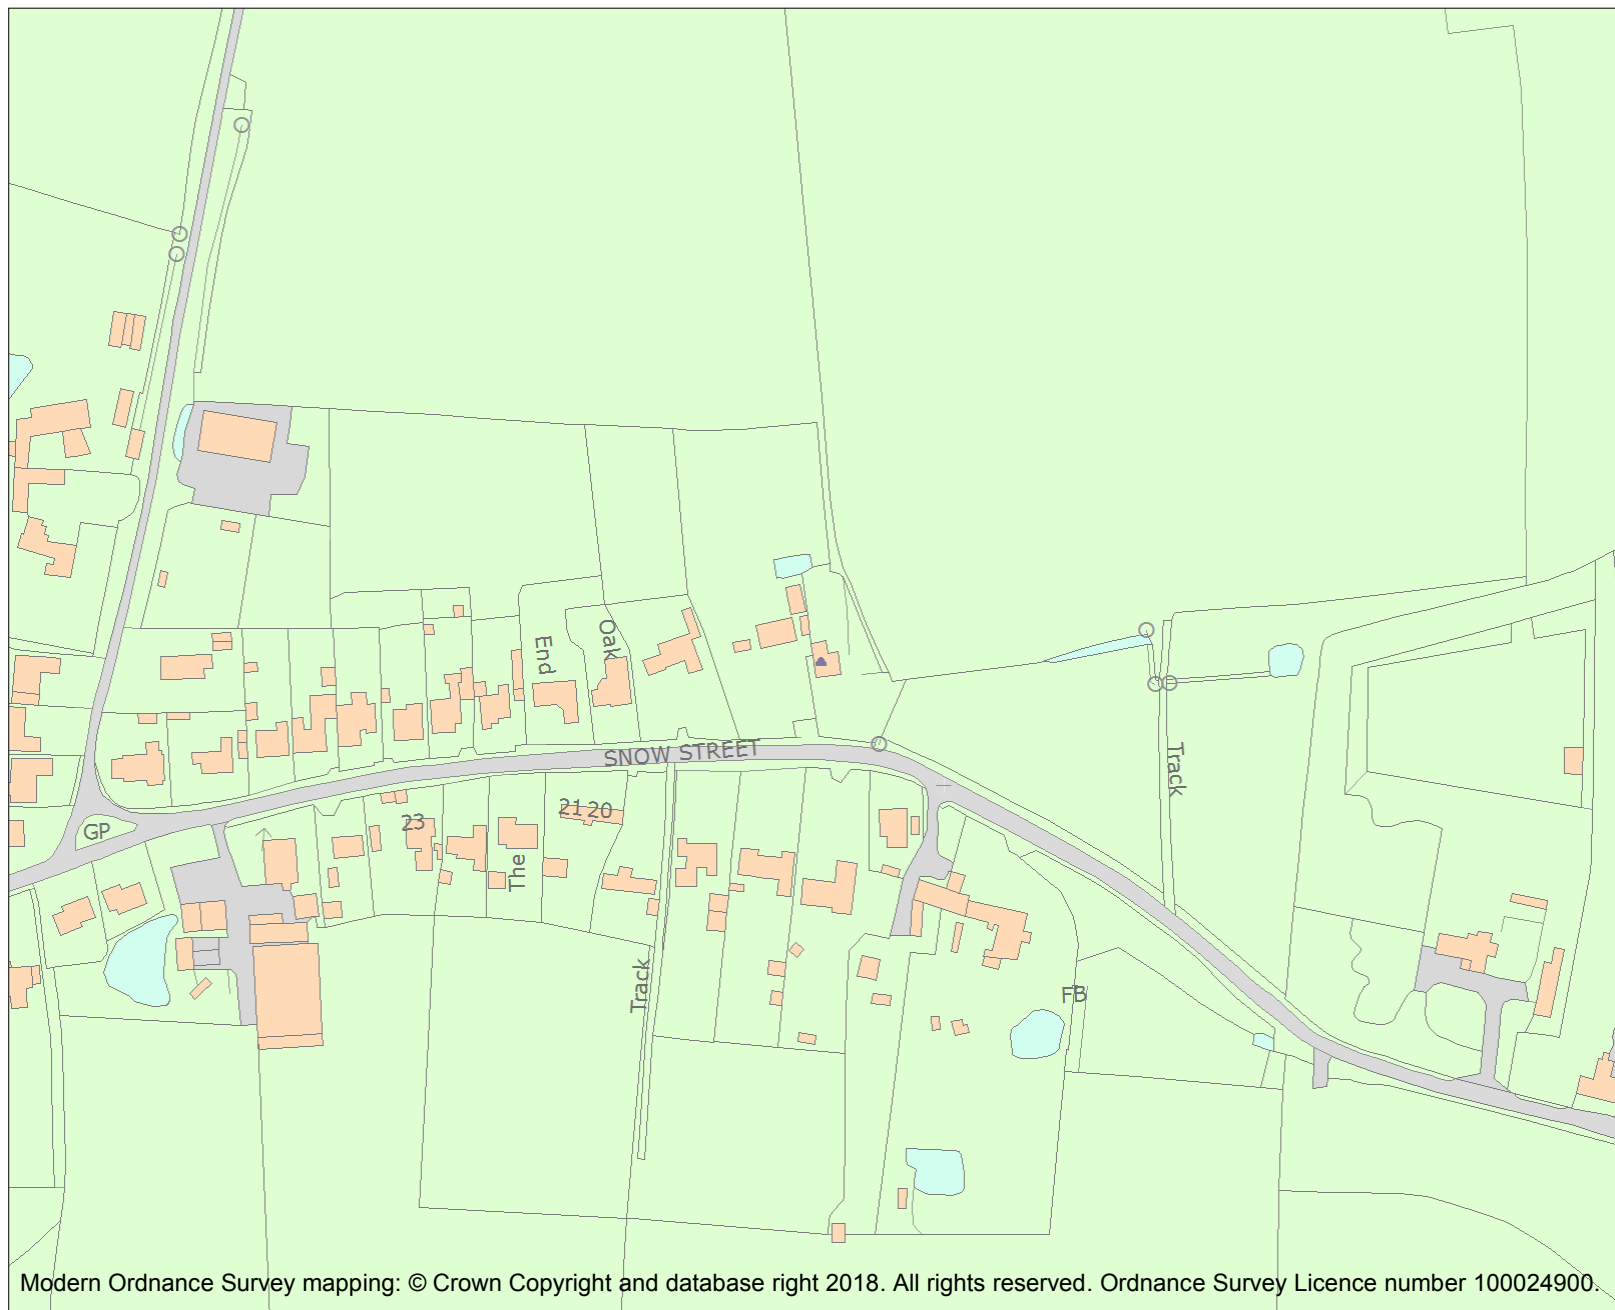 End
Oak
SNOW STREET
Track
GP
23
21 20
The
Track
FB
Modern Ordnance Survey mapping: © Crown Copyright and database right 2018. All rights reserved. Ordnance Survey Licence number 100024900.